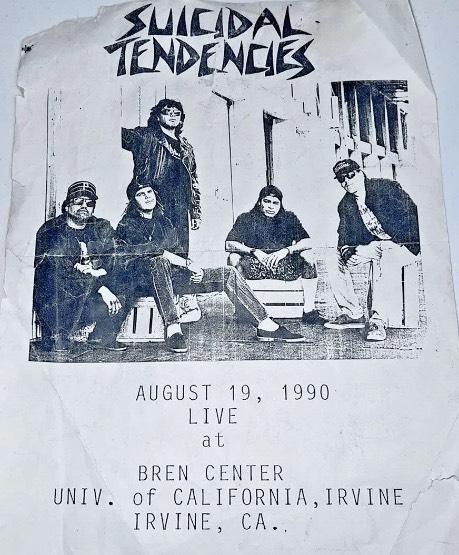 SUICIDAL
TENDENCIES
AUGUST 19, 1990
LIVE
at
BREN CENTER
UNIV. of CALIFORNIA,IRVINE
IRVINE, CA..